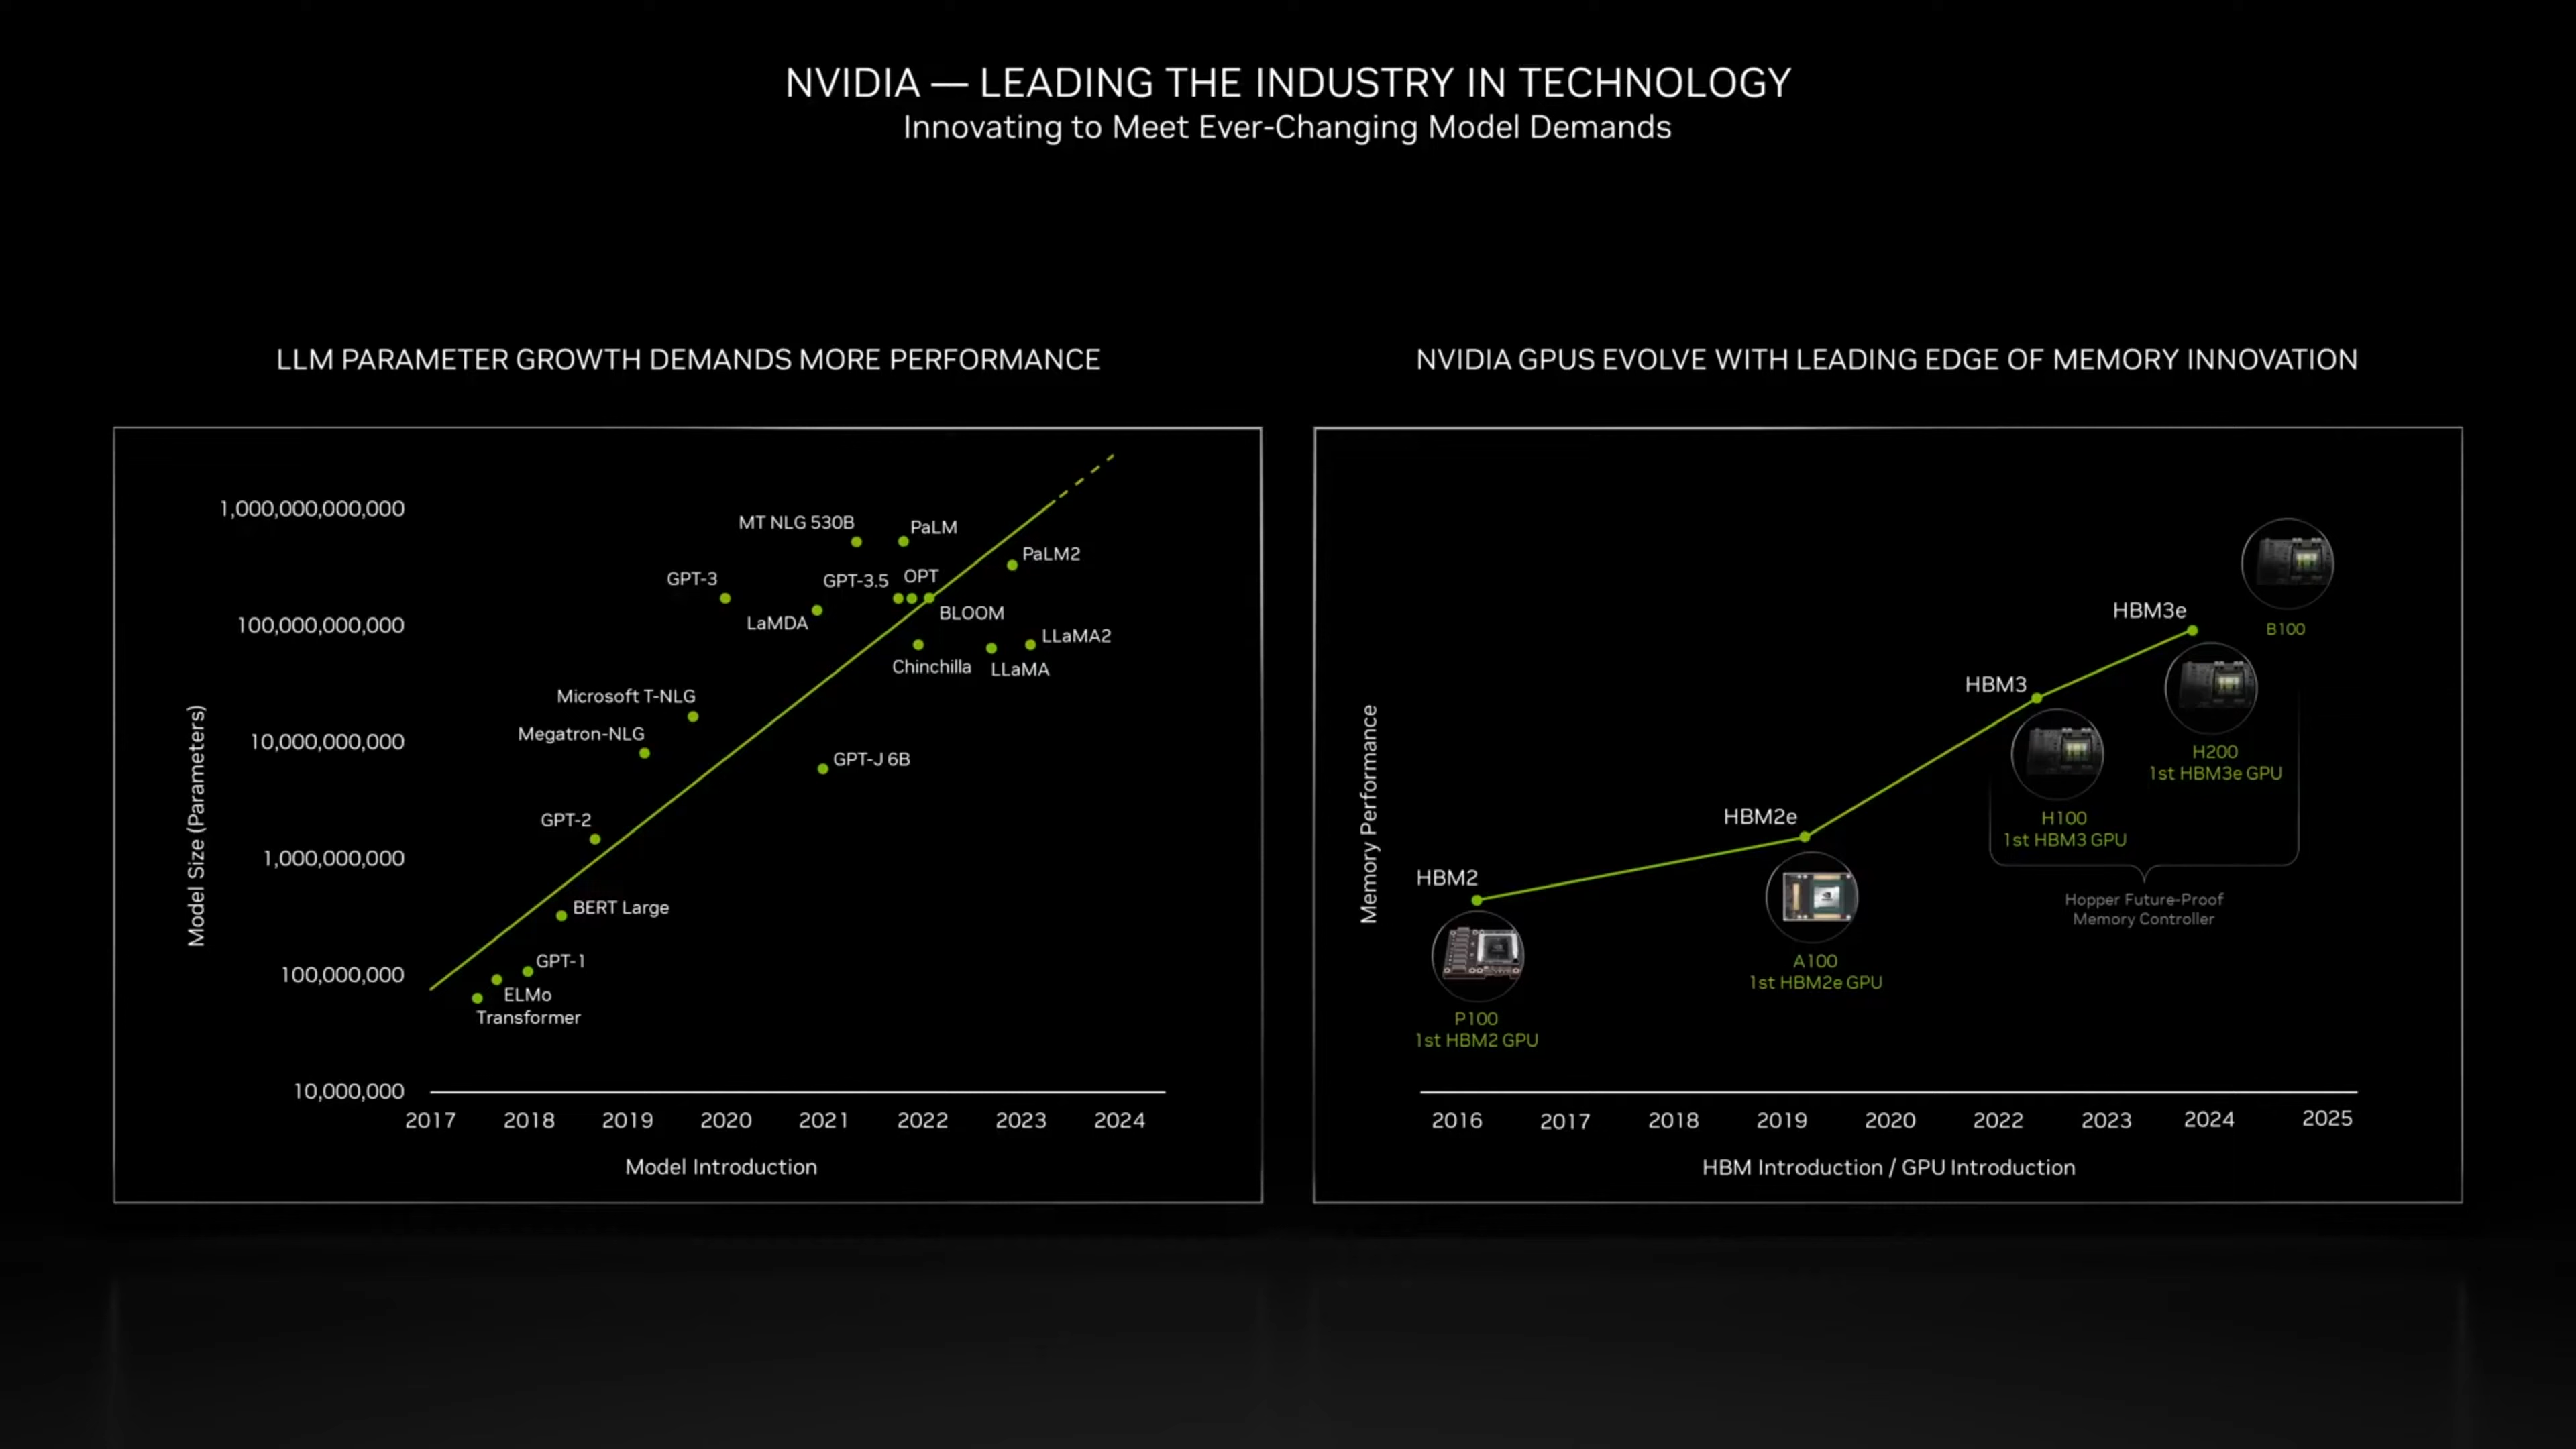 NVIDIA — LEADING THE INDUSTRY IN TECHNOLOGY
Innovating to Meet Ever-Changing Model Demands
LLM PARAMETER GROWTH DEMANDS MORE PERFORMANCE
Model Size (Parameters)
1,000,000,000,000
100,000,000,000
10,000,000,000
1,000,000,000
100,000,000
10,000,000
MT NLG 530B
PaLM
PaLM2
GPT-3
GPT-3.5
OPT
LaMDA
BLOOM
LLaMA2
Chinchilla
LLaMA
Microsoft T-NLG
Megatron-NLG
GPT-J 6B
GPT-2
BERT Large
GPT-1
ELMo
Transformer
2017 2018 2019 2020 2021 2022 2023 2024
Model Introduction
NVIDIA GPUS EVOLVE WITH LEADING EDGE OF MEMORY INNOVATION
Memory Performance
HBM3e
B100
HBM3
H200
1st HBM3e GPU
HBM2e
H100
1st HBM3 GPU
HBM2
Hopper Future-Proof
Memory Controller
A100
1st HBM2e GPU
P100
1st HBM2 GPU
2016 2017 2018 2019 2020 2022 2023 2024 2025
HBM Introduction / GPU Introduction